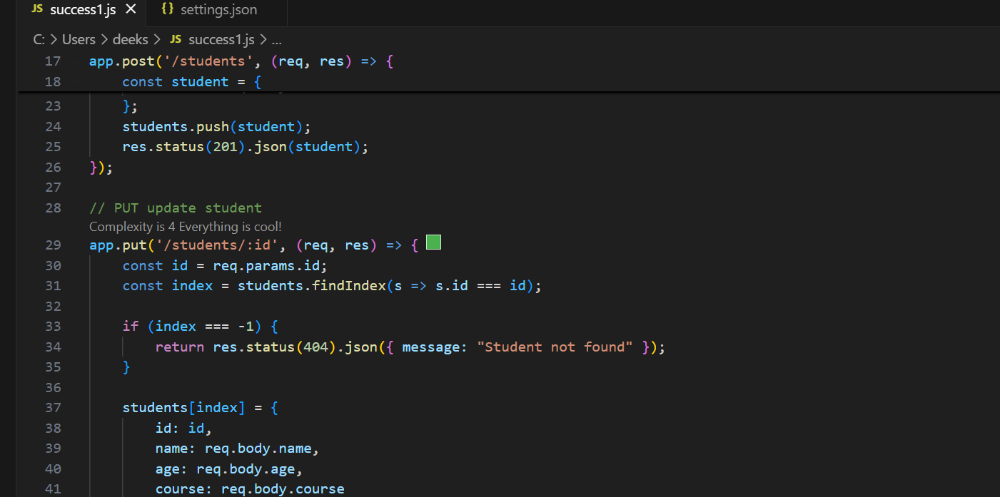 JS success1.js ✕ {} settings.json
C: > Users > deeks > JS success1.js > ...
17 app.post('/students', (req, res) => {
18 const student = {
23 };
24 students.push(student);
25 res.status(201).json(student);
26 });
27
28 // PUT update student
Complexity is 4 Everything is cool!
29 app.put('/students/:id', (req, res) => {
30 const id = req.params.id;
31 const index = students.findIndex(s => s.id === id);
32
33 if (index === -1) {
34 return res.status(404).json({ message: "Student not found" });
35 }
36
37 students[index] = {
38 id: id,
39 name: req.body.name,
40 age: req.body.age,
41 course: req.body.course